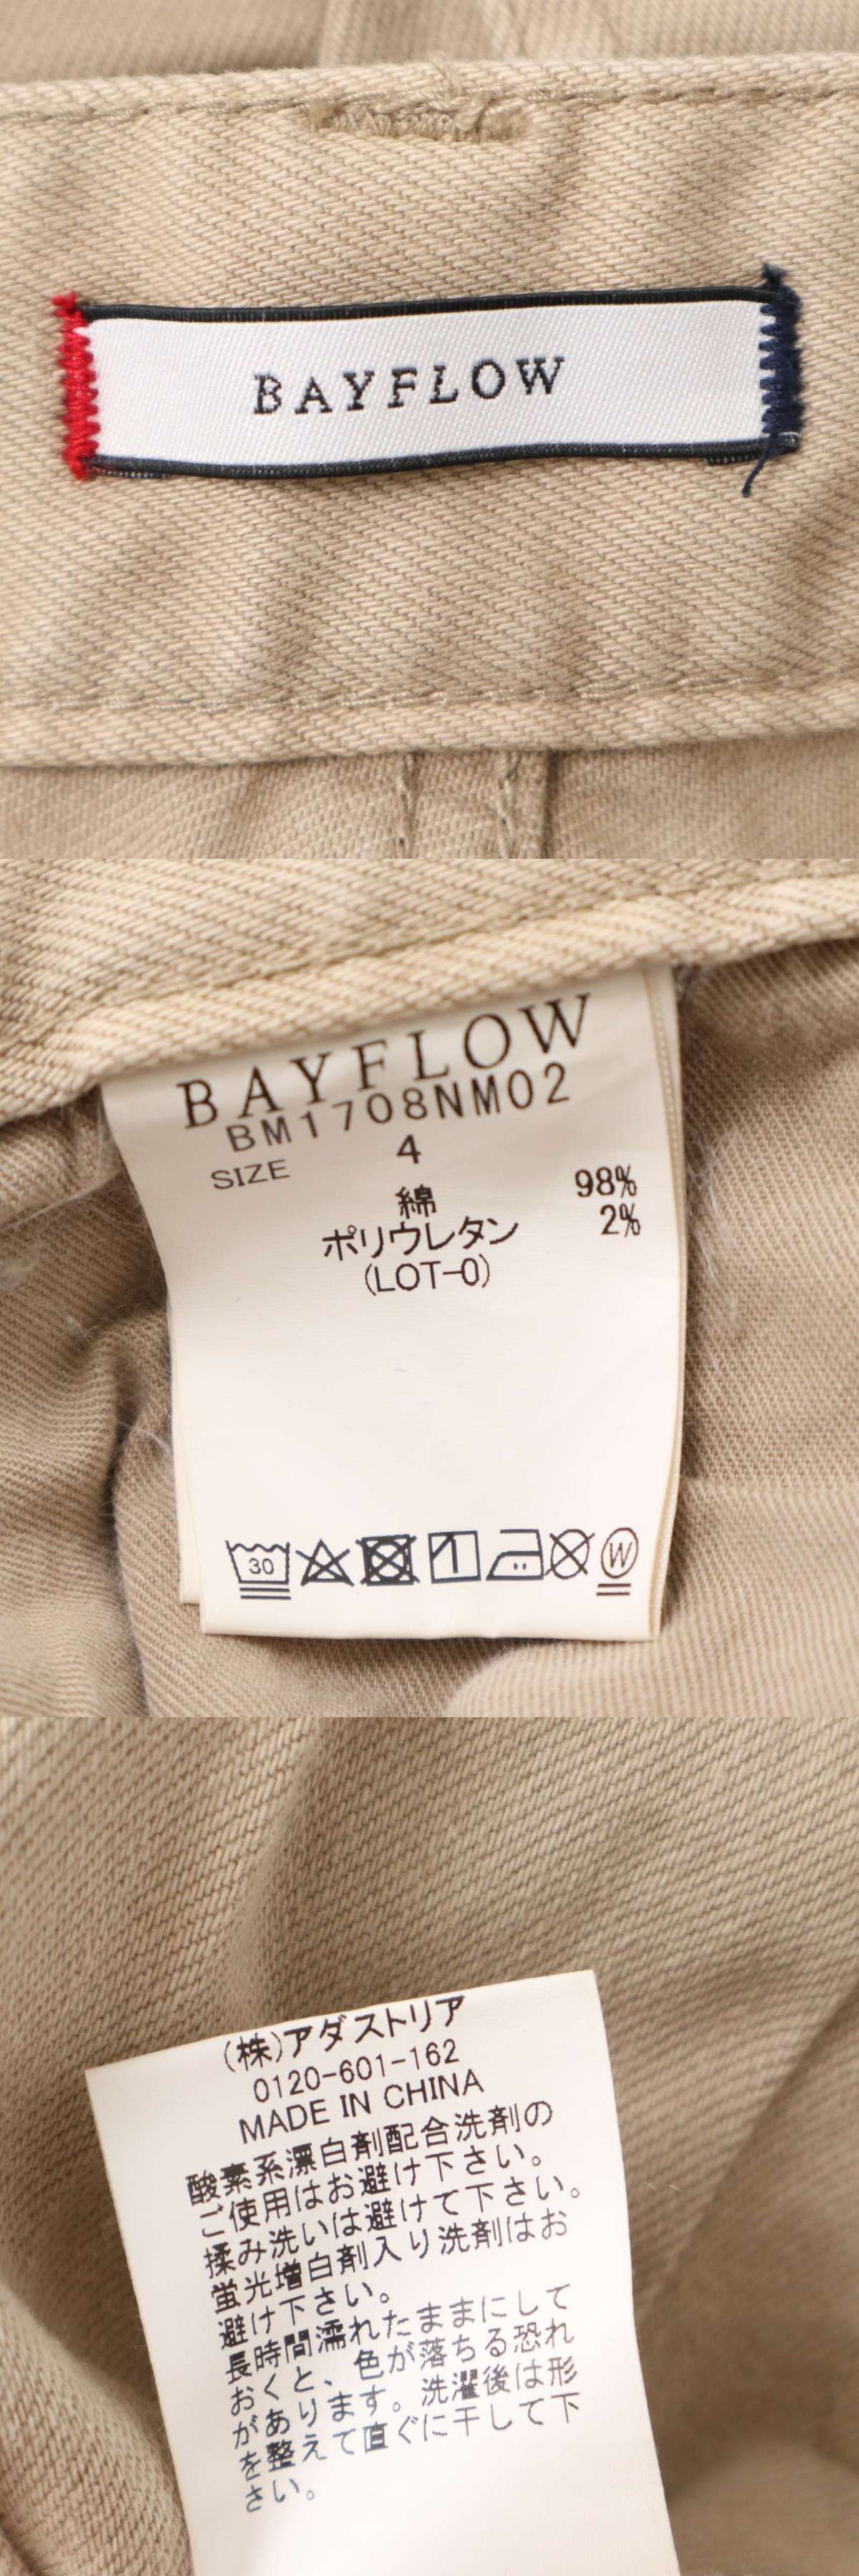 BAYFLOW
BAYFLOW
BM1708NM02
SIZE 4
綿 98%
ポリウレタン 2%
(LOT-0)
30
W
(株)アダストリア
0120-601-162
MADE IN CHINA
酸素系漂白剤配合洗剤の
ご使用はお避け下さい。
揉み洗いは避けて下さい。
蛍光増白剤入り洗剤はお
避け下さい。
長時間濡れたままにして
おくと、色が落ちる恐れ
があります。洗濯後は形
を整えて直ぐに干して下
さい。